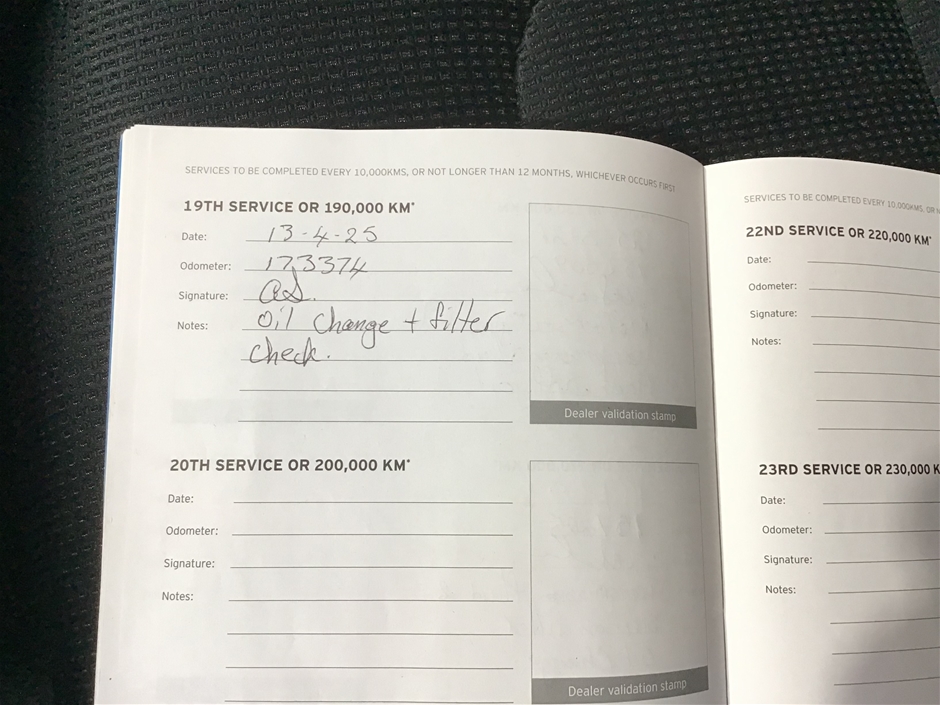 SERVICES TO BE COMPLETED EVERY 10,000KMS, OR NOT LONGER THAN 12 MONTHS, WHICHEVER OCCURS FIRST
19TH SERVICE OR 190,000 KM*
Date: 13-4-25
Odometer: 173374
Signature:
Notes: Oil change + filter
check.
Dealer validation stamp
20TH SERVICE OR 200,000 KM*
Date:
Odometer:
Signature:
Notes:
Dealer validation stamp
SERVICES TO BE COMPLETED EVERY 10,000KMS, OR
22ND SERVICE OR 220,000 KM*
Date:
Odometer:
Signature:
Notes:
23RD SERVICE OR 230,000 K
Date:
Odometer:
Signature:
Notes: